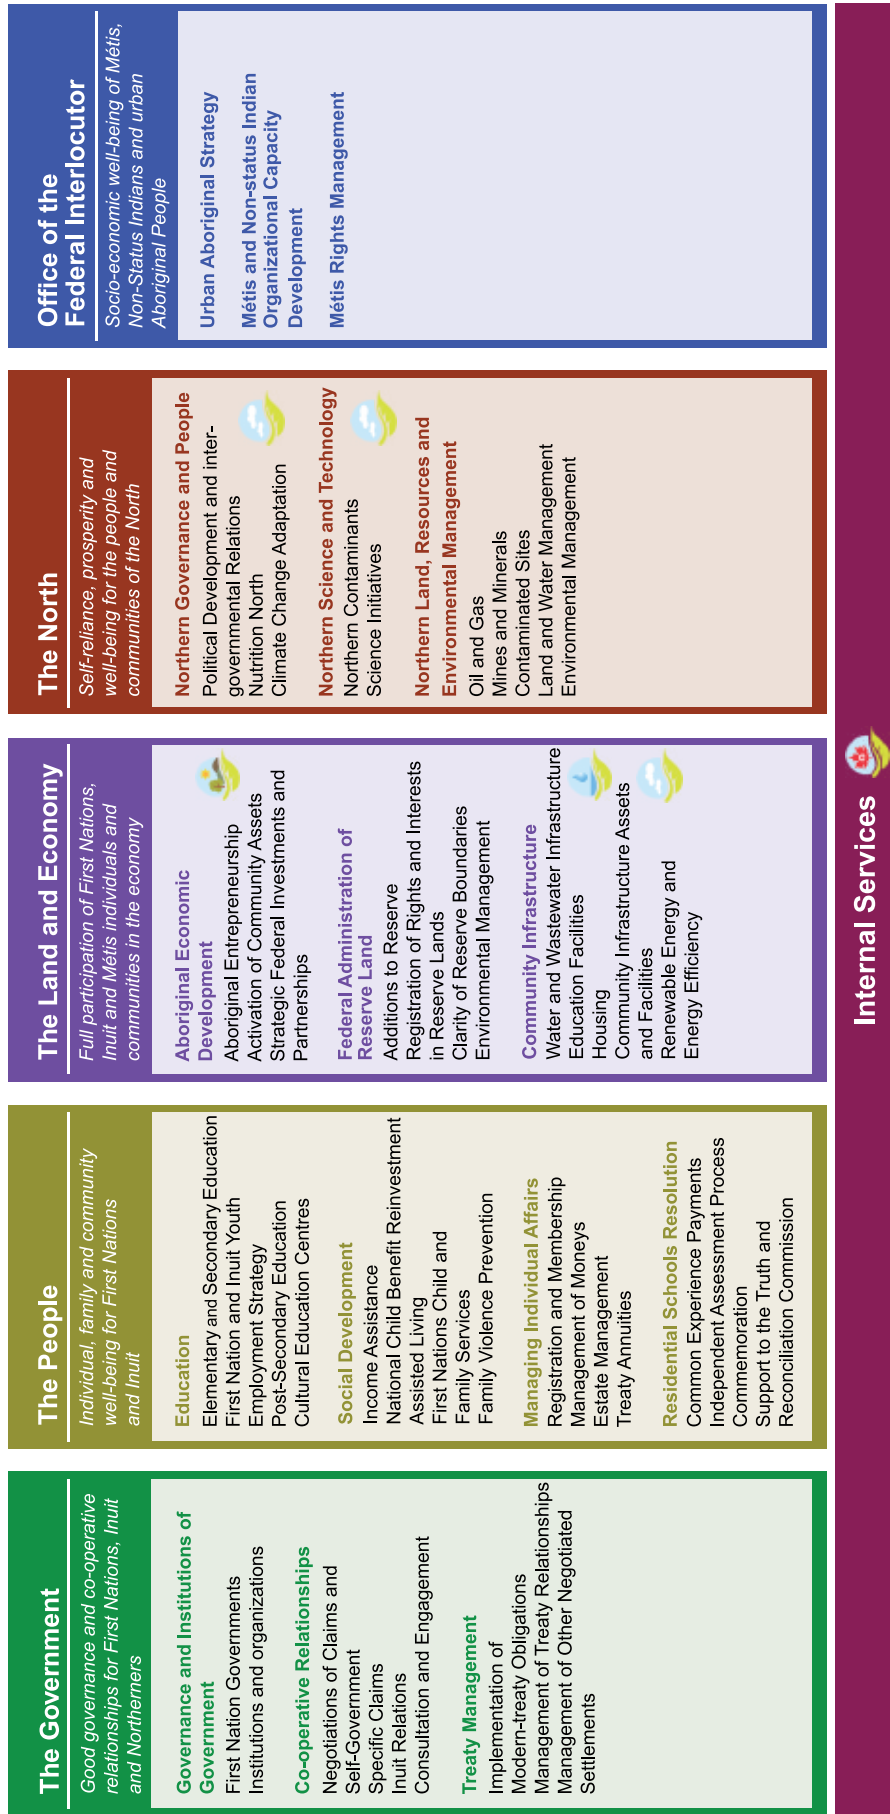 The Government
Good governance and co-operative
relationships for First Nations, Inuit
and Northerners
Governance and Institutions of
Government
First Nation Governments
Institutions and organizations
Co-operative Relationships
Negotiations of Claims and
Self-Government
Specific Claims
Inuit Relations
Consultation and Engagement
Treaty Management
Implementation of
Modern-treaty Obligations
Management of Treaty Relationships
Management of Other Negotiated
Settlements
The People
Individual, family and community
well-being for First Nations
and Inuit
Education
Elementary and Secondary Education
First Nation and Inuit Youth
Employment Strategy
Post-Secondary Education
Cultural Education Centres
Social Development
Income Assistance
National Child Benefit Reinvestment
Assisted Living
First Nations Child and
Family Services
Family Violence Prevention
Managing Individual Affairs
Registration and Membership
Management of Moneys
Estate Management
Treaty Annuities
Residential Schools Resolution
Common Experience Payments
Independent Assessment Process
Commemoration
Support to the Truth and
Reconciliation Commission
The Land and Economy
Full participation of First Nations,
Inuit and Métis individuals and
communities in the economy
Aboriginal Economic
Development
Aboriginal Entrepreneurship
Activation of Community Assets
Strategic Federal Investments and
Partnerships
Federal Administration of
Reserve Land
Additions to Reserve
Registration of Rights and Interests
in Reserve Lands
Clarity of Reserve Boundaries
Environmental Management
Community Infrastructure
Water and Wastewater Infrastructure
Education Facilities
Housing
Community Infrastructure Assets
and Facilities
Renewable Energy and
Energy Efficiency
The North
Self-reliance, prosperity and
well-being for the people and
communities of the North
Northern Governance and People
Political Development and inter-
governmental Relations
Nutrition North
Climate Change Adaptation
Northern Science and Technology
Northern Contaminants
Science Initiatives
Northern Land, Resources and
Environmental Management
Oil and Gas
Mines and Minerals
Contaminated Sites
Land and Water Management
Environmental Management
Office of the
Federal Interlocutor
Socio-economic well-being of Métis,
Non-Status Indians and urban
Aboriginal People
Urban Aboriginal Strategy
Métis and Non-status Indian
Organizational Capacity
Development
Métis Rights Management
Internal Services